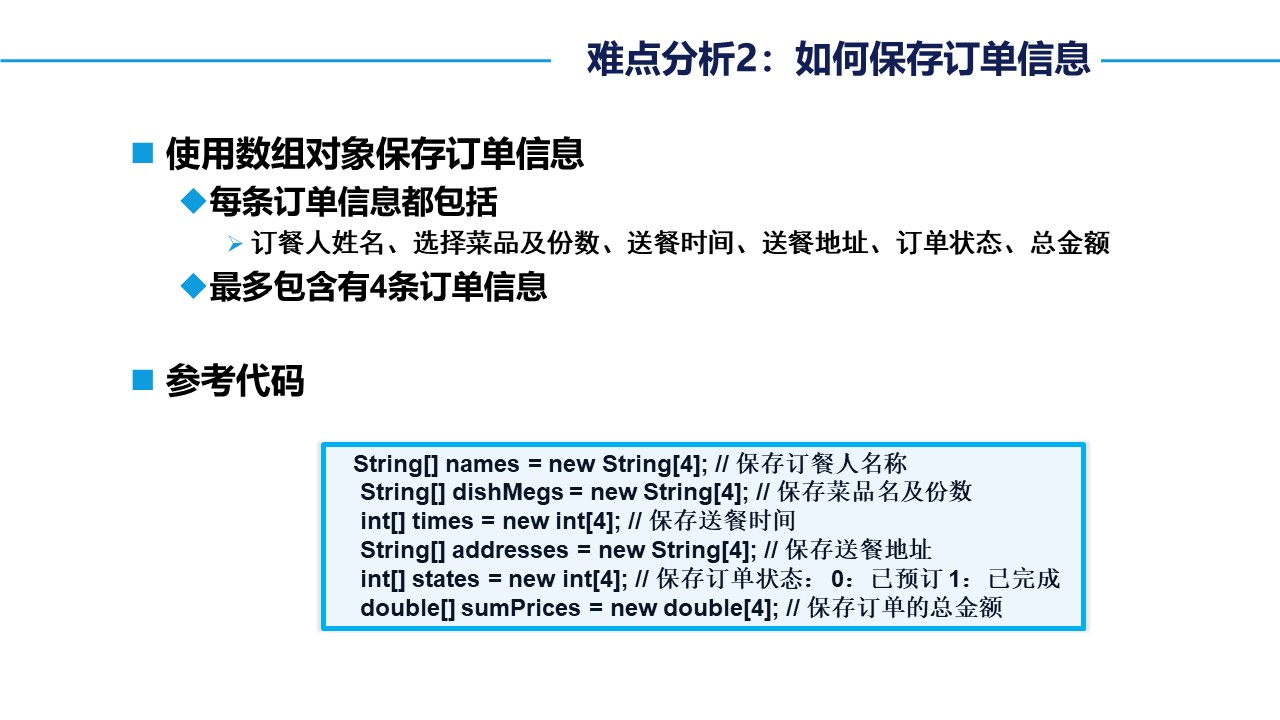 难点分析2：如何保存订单信息
使用数组对象保存订单信息
每条订单信息都包括
订餐人姓名、选择菜品及份数、送餐时间、送餐地址、订单状态、总金额
最多包含有4条订单信息
参考代码
String[] names = new String[4]; // 保存订餐人名称
String[] dishMegs = new String[4]; // 保存菜品名及份数
int[] times = new int[4]; // 保存送餐时间
String[] addresses = new String[4]; // 保存送餐地址
int[] states = new int[4]; // 保存订单状态：0：已预订 1：已完成
double[] sumPrices = new double[4]; // 保存订单的总金额